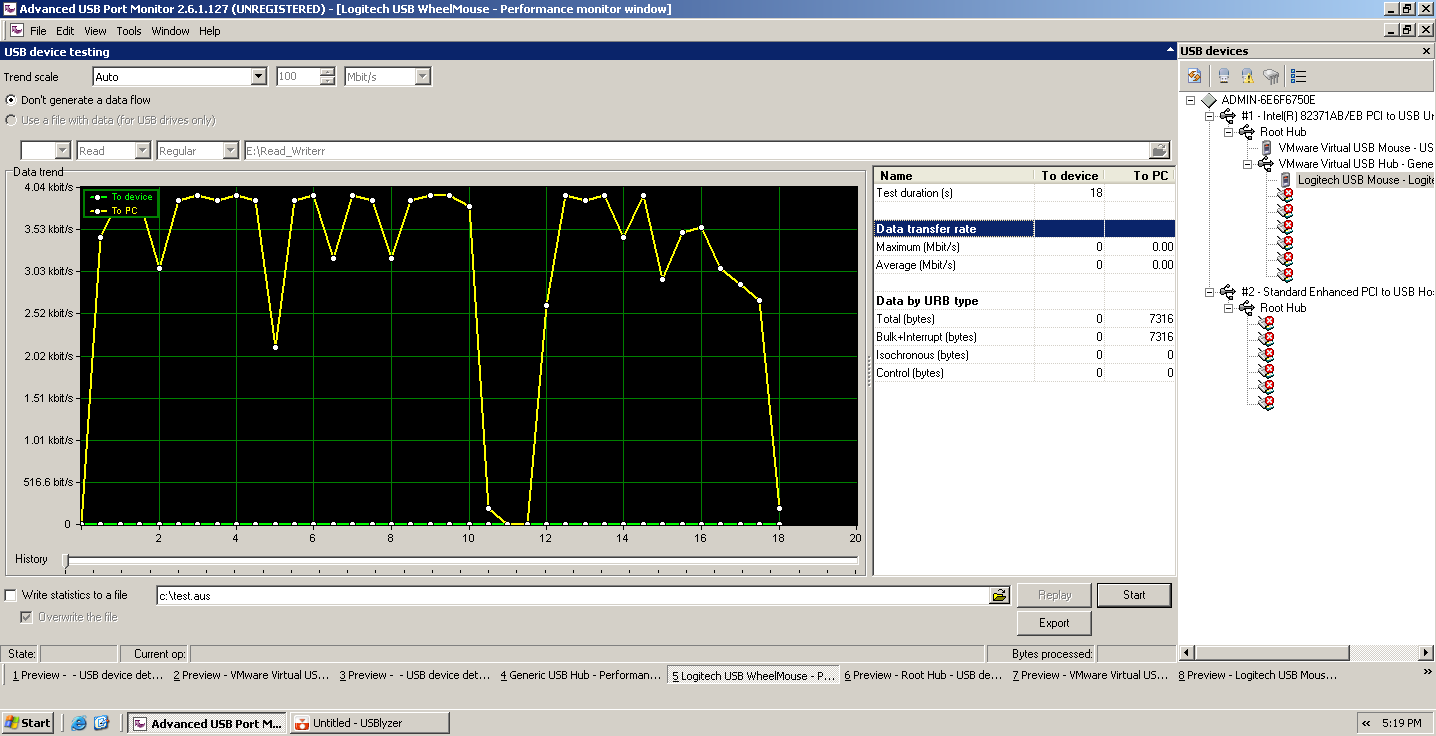 Advanced USB Port Monitor 2.6.1.127 (UNREGISTERED) - [Logitech USB WheelMouse - Performance monitor window]
File Edit View Tools Window Help
USB device testing
USB devices
Trend scale Auto 100 Mbit/s
Don't generate a data flow
Use a file with data (for USB drives only)
Read Regular E:\Read_Writerr
Data trend
4.04 kbit/s
3.53 kbit/s
3.03 kbit/s
2.52 kbit/s
2.02 kbit/s
1.51 kbit/s
1.01 kbit/s
516.6 kbit/s
0
To device
To PC
2 4 6 8 10 12 14 16 18 20
History
Name To device To PC
Test duration (s) 18
Data transfer rate
Maximum (Mbit/s) 0 0.00
Average (Mbit/s) 0 0.00
Data by URB type
Total (bytes) 0 7316
Bulk+Interrupt (bytes) 0 7316
Isochronous (bytes) 0 0
Control (bytes) 0 0
ADMIN-6E6F6750E
#1 - Intel(R) 82371AB/EB PCI to USB Un
Root Hub
VMware Virtual USB Mouse - US
VMware Virtual USB Hub - Gene
Logitech USB Mouse - Logite
#2 - Standard Enhanced PCI to USB Ho
Root Hub
Write statistics to a file c:\test.aus Replay Start
Overwrite the file Export
State: Current op: Bytes processed:
1 Preview - - USB device det... 2 Preview - VMware Virtual US... 3 Preview - - USB device det... 4 Generic USB Hub - Performan... 5 Logitech USB WheelMouse - P... 6 Preview - Root Hub - USB de... 7 Preview - VMware Virtual US... 8 Preview - Logitech USB Mous... »
Start Advanced USB Port M... Untitled - USBlyzer « 5:19 PM